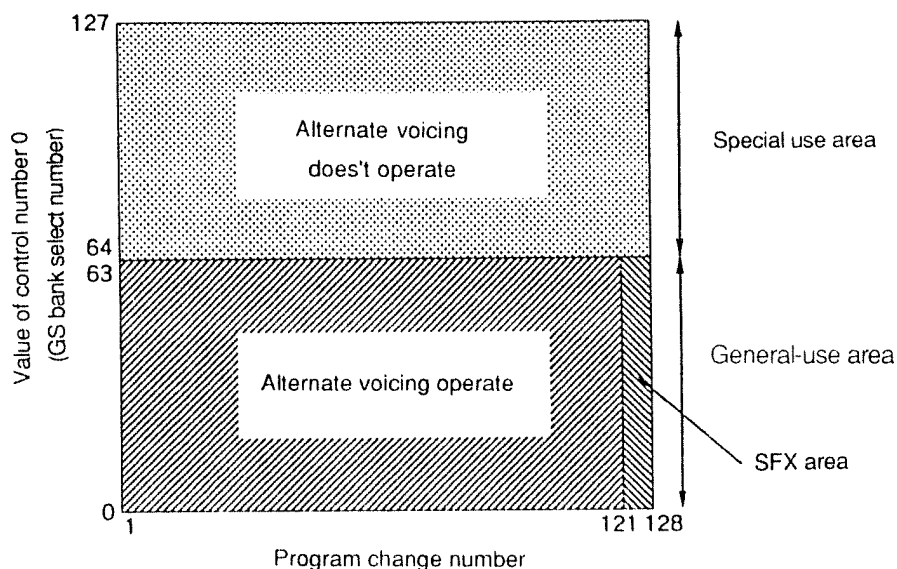 127
Alternate voicing
does't operate
Special use area
Value of control number 0
(GS bank select number)
64
63
Alternate voicing operate
General-use area
SFX area
0
1
121 128
Program change number